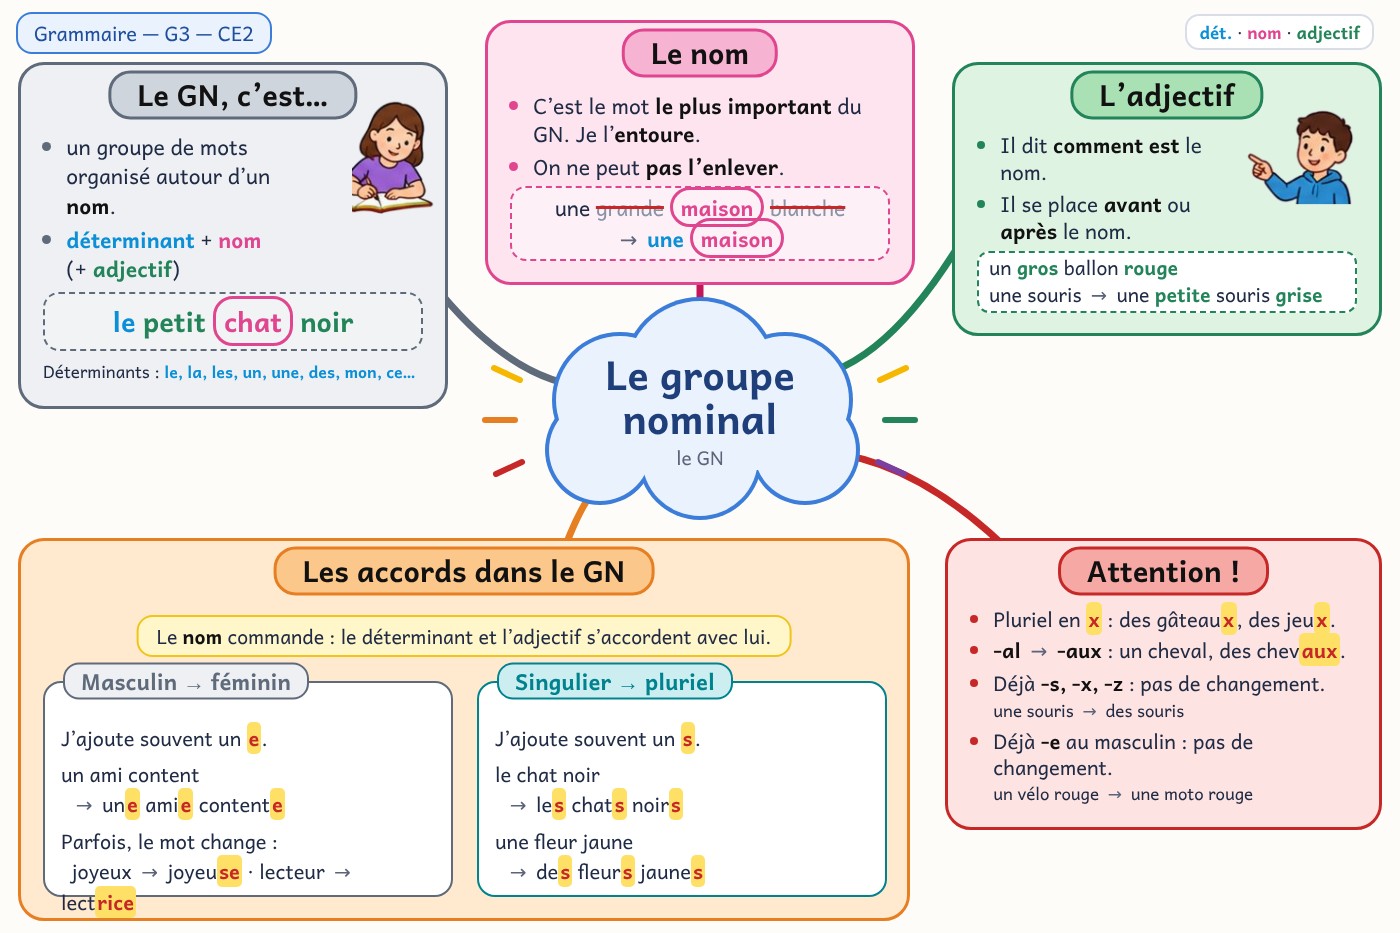 Grammaire — G3 — CE2
dét. · nom · adjectif
Le GN, c’est…
un groupe de mots
organisé autour d’un
nom.
déterminant + nom
(+ adjectif)
le petit chat noir
Déterminants : le, la, les, un, une, des, mon, ce…
Le nom
C’est le mot le plus important du
GN. Je l’entoure.
On ne peut pas l’enlever.
une grande maison blanche
→ une maison
L’adjectif
Il dit comment est le
nom.
Il se place avant ou
après le nom.
un gros ballon rouge
une souris → une petite souris grise
Le groupe
nominal
le GN
Les accords dans le GN
Le nom commande : le déterminant et l’adjectif s’accordent avec lui.
Masculin → féminin
J’ajoute souvent un e.
un ami content
→ une amie contente
Parfois, le mot change :
joyeux → joyeuse · lecteur →
lectrice
Singulier → pluriel
J’ajoute souvent un s.
le chat noir
→ les chats noirs
une fleur jaune
→ des fleurs jaunes
Attention !
Pluriel en x : des gâteaux, des jeux.
-al → -aux : un cheval, des chevaux.
Déjà -s, -x, -z : pas de changement.
une souris → des souris
Déjà -e au masculin : pas de
changement.
un vélo rouge → une moto rouge